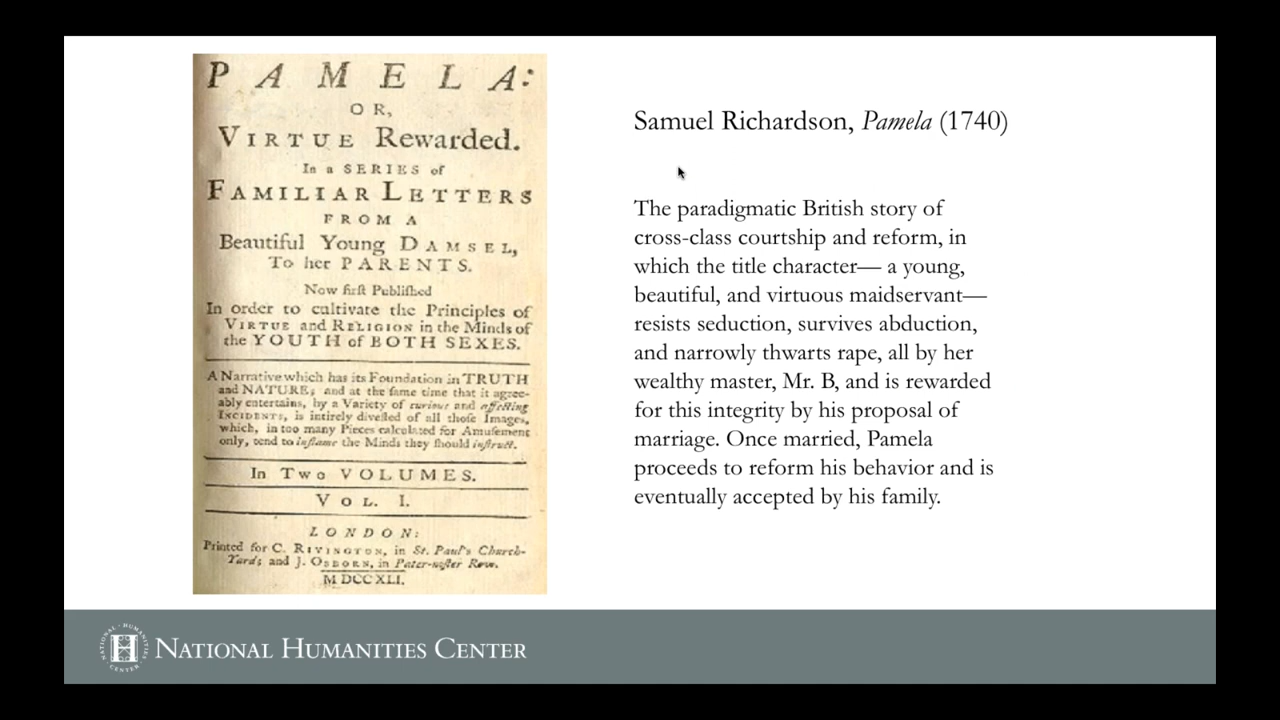 PAMELA:
OR,
VIRTUE Rewarded.
In a SERIES of
FAMILIAR LETTERS
FROM A
Beautiful Young DAMSEL,
To her PARENTS.
Now first Published
In order to cultivate the Principles of
VIRTUE and RELIGION in the Minds of
the YOUTH of BOTH SEXES.
A Narrative which has its Foundation in TRUTH
and NATURE; and at the same time that it agree-
ably entertains, by a Variety of curious and affecting
INCIDENTS, is intirely divested of all those Images,
which, in too many Pieces calculated for Amusement
only, tend to inflame the Minds they should instruct.
In Two VOLUMES.
VOL. I.
LONDON:
Printed for C. RIVINGTON, in St. Paul's Church-
Yard; and J. OSBORN, in Pater-noster Row.
MDCCXLI.
Samuel Richardson, Pamela (1740)
The paradigmatic British story of
cross-class courtship and reform, in
which the title character— a young,
beautiful, and virtuous maidservant—
resists seduction, survives abduction,
and narrowly thwarts rape, all by her
wealthy master, Mr. B, and is rewarded
for this integrity by his proposal of
marriage. Once married, Pamela
proceeds to reform his behavior and is
eventually accepted by his family.
NATIONAL HUMANITIES CENTER
NATIONAL HUMANITIES CENTER